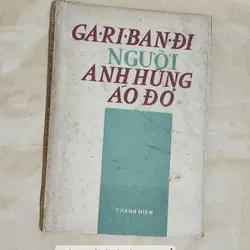 GA·RI·BAN·ĐI
NGƯỜI
ANH HÙNG
ÁO ĐỎ
THANH NIÊN